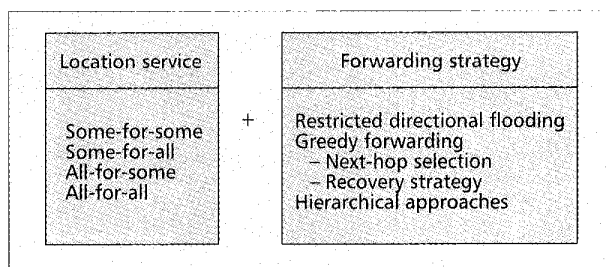 Location service
Some-for-some
Some-for-all
All-for-some
All-for-all
+
Forwarding strategy
Restricted directional flooding
Greedy forwarding
– Next-hop selection
– Recovery strategy
Hierarchical approaches